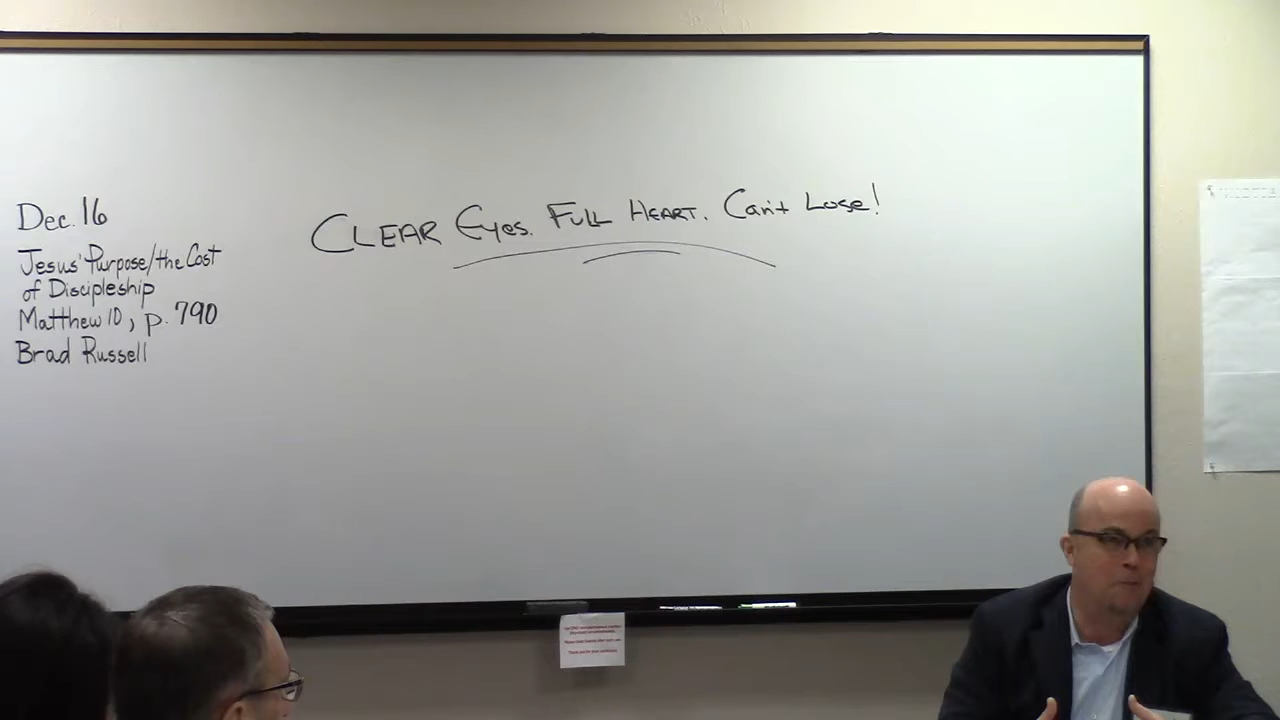 Dec. 16
Jesus' Purpose/the Cost
of Discipleship
Matthew 10, p. 790
Brad Russell
CLEAR Eyes. FULL HEART. Can't Lose!